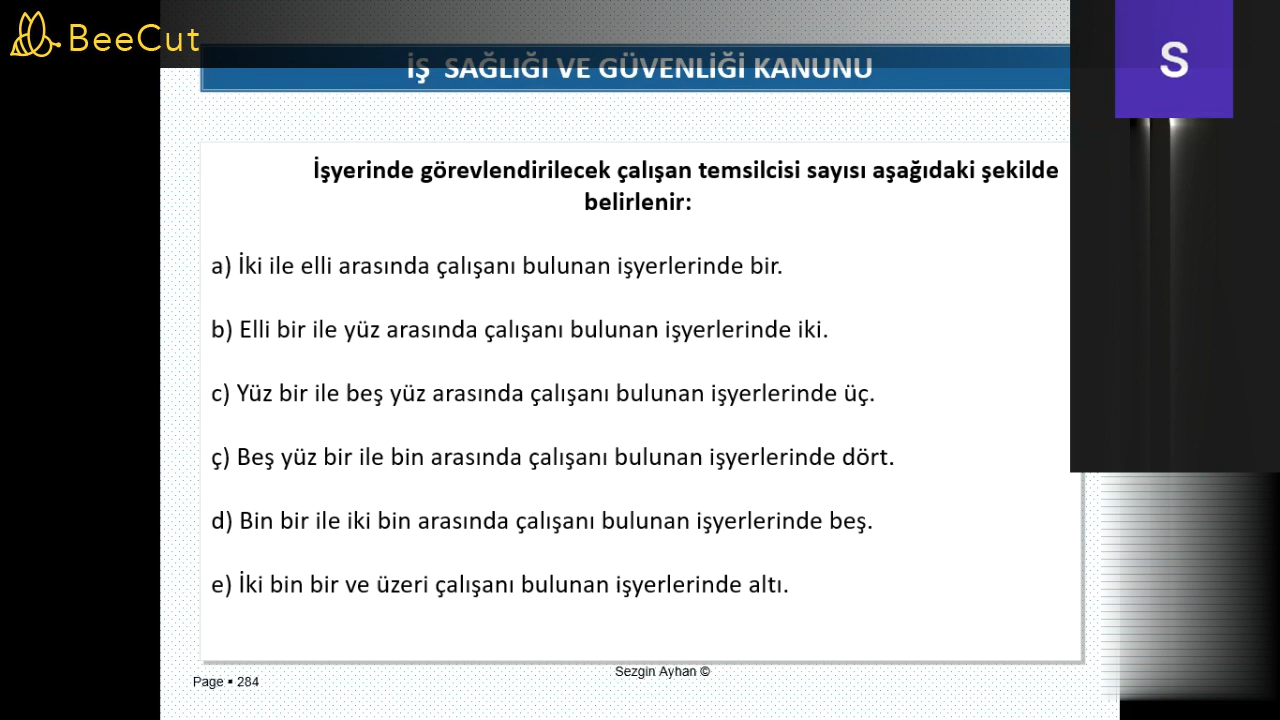 BeeCut
S
İŞ SAĞLIĞI VE GÜVENLİĞİ KANUNU
İşyerinde görevlendirilecek çalışan temsilcisi sayısı aşağıdaki şekilde
belirlenir:
a) İki ile elli arasında çalışanı bulunan işyerlerinde bir.
b) Elli bir ile yüz arasında çalışanı bulunan işyerlerinde iki.
c) Yüz bir ile beş yüz arasında çalışanı bulunan işyerlerinde üç.
ç) Beş yüz bir ile bin arasında çalışanı bulunan işyerlerinde dört.
d) Bin bir ile iki bin arasında çalışanı bulunan işyerlerinde beş.
e) İki bin bir ve üzeri çalışanı bulunan işyerlerinde altı.
Sezgin Ayhan ©
Page ▪ 284